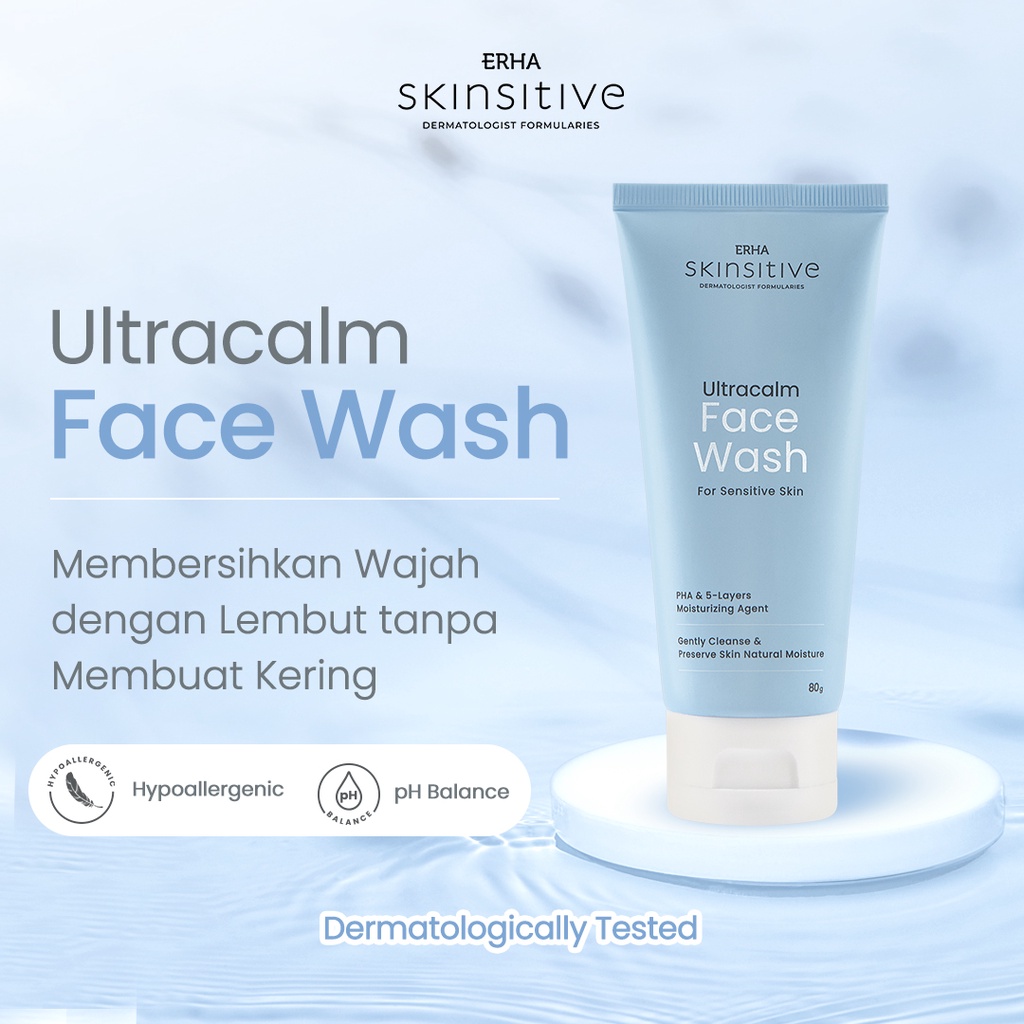 ERHA
SKINSITIVE
DERMATOLOGIST FORMULARIES
Ultracalm
Face Wash
Membersihkan Wajah
dengan Lembut tanpa
Membuat Kering
HYPOALLERGENIC
Hypoallergenic
pH
BALANCE
pH Balance
ERHA
SKINSITIVE
DERMATOLOGIST FORMULARIES
Ultracalm
Face
Wash
For Sensitive Skin
PHA & 5-Layers
Moisturizing Agent
Gently Cleanse &
Preserve Skin Natural Moisture
80g
Dermatologically Tested